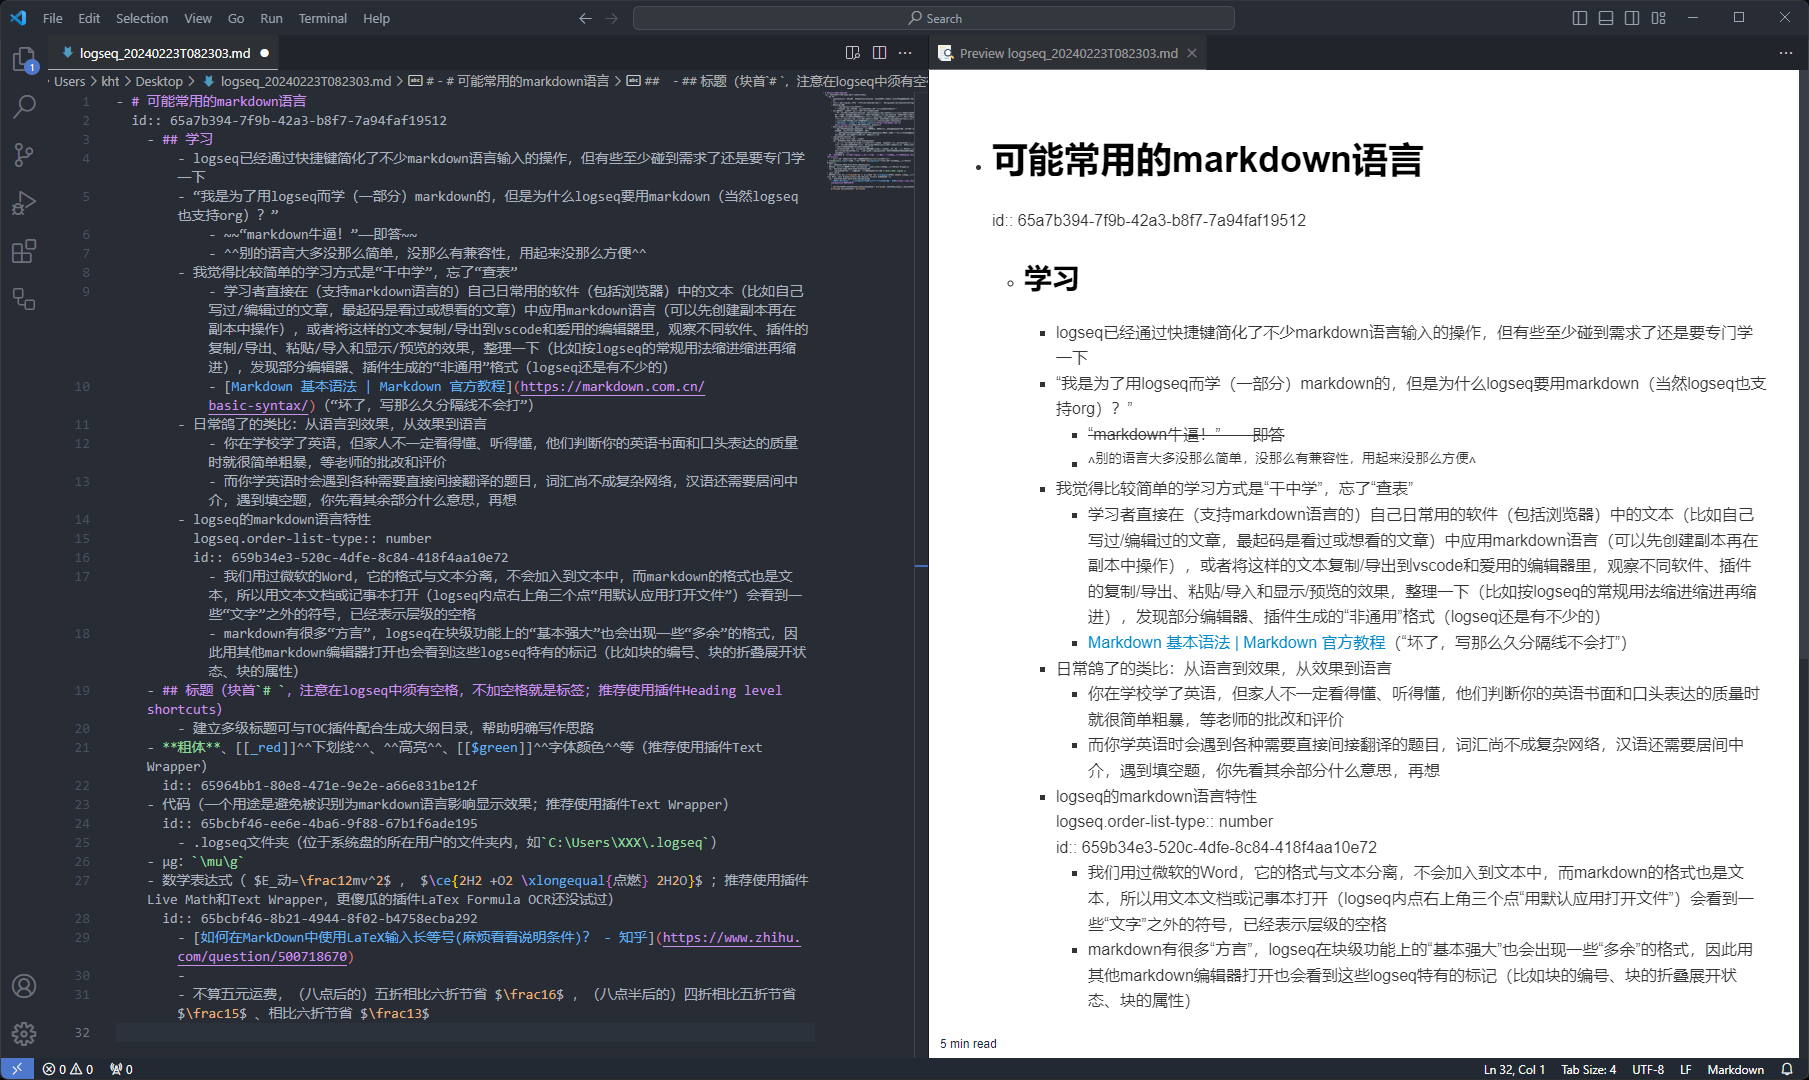 File Edit Selection View Go Run Terminal Help
Search
logseq_20240223T082303.md
Users > kht > Desktop > logseq_20240223T082303.md > # - # 可能常用的markdown语言 > ## - ## 标题（块首`# `，注意在logseq中须有空
1 - # 可能常用的markdown语言
2 id:: 65a7b394-7f9b-42a3-b8f7-7a94faf19512
3 - ## 学习
4 - logseq已经通过快捷键简化了不少markdown语言输入的操作，但有些至少碰到需求了还是要专门学
一下
5 - “我是为了用logseq而学（一部分）markdown的，但是为什么logseq要用markdown（当然logseq
也支持org）？”
6 - ~~“markdown牛逼！”——即答~~
7 - ^^别的语言大多没那么简单，没那么有兼容性，用起来没那么方便^^
8 - 我觉得比较简单的学习方式是“干中学”，忘了“查表”
9 - 学习者直接在（支持markdown语言的）自己日常用的软件（包括浏览器）中的文本（比如自己
写过/编辑过的文章，最起码是看过或想看的文章）中应用markdown语言（可以先创建副本再在
副本中操作），或者将这样的文本复制/导出到vscode和爱用的编辑器里，观察不同软件、插件的
复制/导出、粘贴/导入和显示/预览的效果，整理一下（比如按logseq的常规用法缩进缩进再缩
进），发现部分编辑器、插件生成的“非通用”格式（logseq还是有不少的）
10 - [Markdown 基本语法 | Markdown 官方教程](https://markdown.com.cn/
basic-syntax/)（“坏了，写那么久分隔线不会打”）
11 - 日常鸽了的类比：从语言到效果，从效果到语言
12 - 你在学校学了英语，但家人不一定看得懂、听得懂，他们判断你的英语书面和口头表达的质量
时就很简单粗暴，等老师的批改和评价
13 - 而你学英语时会遇到各种需要直接间接翻译的题目，词汇尚不成复杂网络，汉语还需要居间中
介，遇到填空题，你先看其余部分什么意思，再想
14 - logseq的markdown语言特性
15 logseq.order-list-type:: number
16 id:: 659b34e3-520c-4dfe-8c84-418f4aa10e72
17 - 我们用过微软的Word，它的格式与文本分离，不会加入到文本中，而markdown的格式也是文
本，所以用文本文档或记事本打开（logseq内点右上角三个点“用默认应用打开文件”）会看到一
些“文字”之外的符号，已经表示层级的空格
18 - markdown有很多“方言”，logseq在块级功能上的“基本强大”也会出现一些“多余”的格式，因
此用其他markdown编辑器打开也会看到这些logseq特有的标记（比如块的编号、块的折叠展开状
态、块的属性）
19 - ## 标题（块首`# `，注意在logseq中须有空格，不加空格就是标签；推荐使用插件Heading level
shortcuts）
20 - 建立多级标题可与TOC插件配合生成大纲目录，帮助明确写作思路
21 - **粗体**、[[_red]]^^下划线^^、^^高亮^^、[[$green]]^^字体颜色^^等（推荐使用插件Text
Wrapper）
22 id:: 65964bb1-80e8-471e-9e2e-a66e831be12f
23 - 代码（一个用途是避免被识别为markdown语言影响显示效果；推荐使用插件Text Wrapper）
24 id:: 65bcbf46-ee6e-4ba6-9f88-67b1f6ade195
25 - .logseq文件夹（位于系统盘的所在用户的文件夹内，如`C:\Users\XXX\.logseq`）
26 - μg：`\mu\g`
27 - 数学表达式（ $E_动=\frac12mv^2$ ， $\ce{2H2 +O2 \xlongequal{点燃} 2H2O}$ ；推荐使用插件
Live Math和Text Wrapper，更傻瓜的插件LaTex Formula OCR还没试过）
28 id:: 65bcbf46-8b21-4944-8f02-b4758ecba292
29 - [如何在MarkDown中使用LaTeX输入长等号(麻烦看看说明条件)？ - 知乎](https://www.zhihu.
com/question/500718670)
30 -
31 - 不算五元运费，（八点后的）五折相比六折节省 $\frac16$ ，（八点半后的）四折相比五折节省
$\frac15$ 、相比六折节省 $\frac13$
32
Preview logseq_20240223T082303.md
可能常用的markdown语言
id:: 65a7b394-7f9b-42a3-b8f7-7a94faf19512
学习
logseq已经通过快捷键简化了不少markdown语言输入的操作，但有些至少碰到需求了还是要专门学
一下
“我是为了用logseq而学（一部分）markdown的，但是为什么logseq要用markdown（当然logseq也支
持org）？”
“markdown牛逼！”——即答
^别的语言大多没那么简单，没那么有兼容性，用起来没那么方便^
我觉得比较简单的学习方式是“干中学”，忘了“查表”
学习者直接在（支持markdown语言的）自己日常用的软件（包括浏览器）中的文本（比如自己
写过/编辑过的文章，最起码是看过或想看的文章）中应用markdown语言（可以先创建副本再在
副本中操作），或者将这样的文本复制/导出到vscode和爱用的编辑器里，观察不同软件、插件
的复制/导出、粘贴/导入和显示/预览的效果，整理一下（比如按logseq的常规用法缩进缩进再缩
进），发现部分编辑器、插件生成的“非通用”格式（logseq还是有不少的）
Markdown 基本语法 | Markdown 官方教程（“坏了，写那么久分隔线不会打”）
日常鸽了的类比：从语言到效果，从效果到语言
你在学校学了英语，但家人不一定看得懂、听得懂，他们判断你的英语书面和口头表达的质量时
就很简单粗暴，等老师的批改和评价
而你学英语时会遇到各种需要直接间接翻译的题目，词汇尚不成复杂网络，汉语还需要居间中
介，遇到填空题，你先看其余部分什么意思，再想
logseq的markdown语言特性
logseq.order-list-type:: number
id:: 659b34e3-520c-4dfe-8c84-418f4aa10e72
我们用过微软的Word，它的格式与文本分离，不会加入到文本中，而markdown的格式也是文
本，所以用文本文档或记事本打开（logseq内点右上角三个点“用默认应用打开文件”）会看到一
些“文字”之外的符号，已经表示层级的空格
markdown有很多“方言”，logseq在块级功能上的“基本强大”也会出现一些“多余”的格式，因此用
其他markdown编辑器打开也会看到这些logseq特有的标记（比如块的编号、块的折叠展开状
态、块的属性）
5 min read
0 0 0
Ln 32, Col 1 Tab Size: 4 UTF-8 LF Markdown